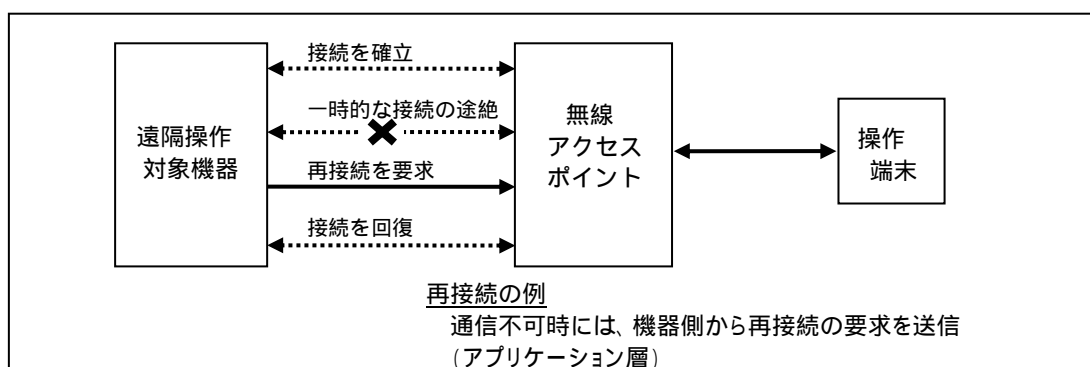 接続を確立
一時的な接続の途絶
遠隔操作
対象機器
再接続を要求
接続を回復
無線
アクセス
ポイント
操作
端末
再接続の例
通信不可時には、機器側から再接続の要求を送信
(アプリケーション層)